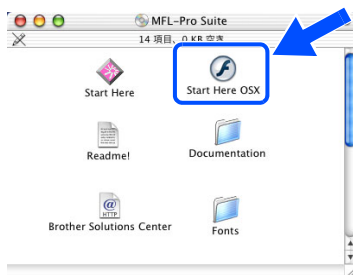 MFL-Pro Suite
14 項目、0 KB 空き
Start Here
Start Here OSX
Readme!
Documentation
@
HTTP
Brother Solutions Center
Fonts